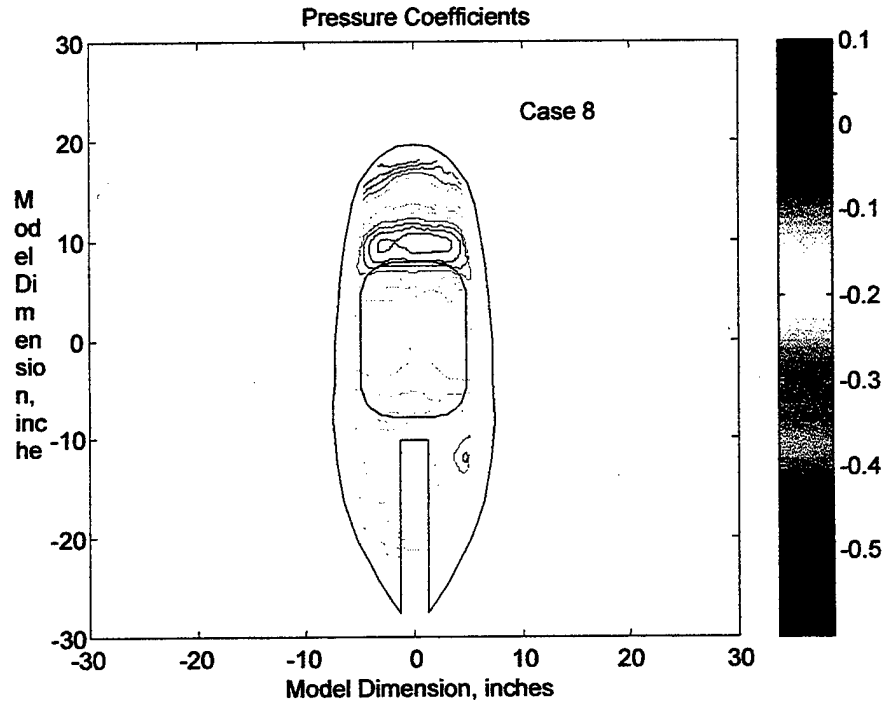 Pressure Coefficients
Case 8
30
20
10
0
-10
-20
-30
M
od
el
Di
m
en
sio
n,
inc
he
-30
-20
-10
0
10
20
30
Model Dimension, inches
0.1
0
-0.1
-0.2
-0.3
-0.4
-0.5